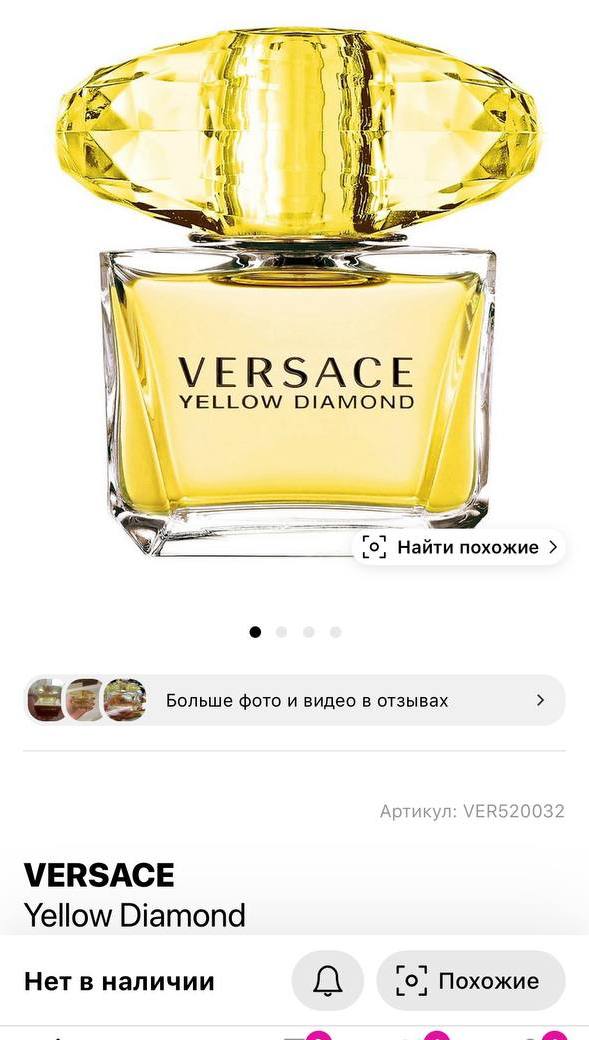 VERSACE
YELLOW DIAMOND
Найти похожие
Больше фото и видео в отзывах
Артикул: VER520032
VERSACE
Yellow Diamond
Нет в наличии
Похожие